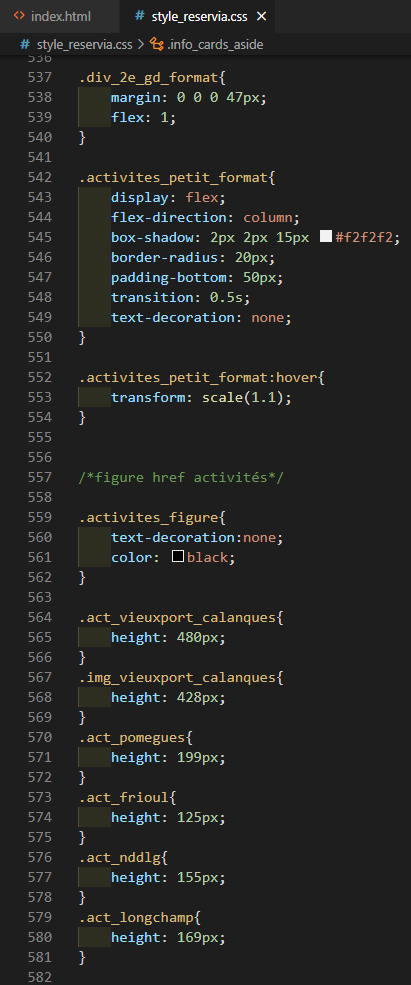 index.html
# style_reservia.css
# style_reservia.css > .info_cards_aside
536
537 .div_2e_gd_format{
538 margin: 0 0 0 47px;
539 flex: 1;
540 }
541
542 .activites_petit_format{
543 display: flex;
544 flex-direction: column;
545 box-shadow: 2px 2px 15px #f2f2f2;
546 border-radius: 20px;
547 padding-bottom: 50px;
548 transition: 0.5s;
549 text-decoration: none;
550 }
551
552 .activites_petit_format:hover{
553 transform: scale(1.1);
554 }
555
556
557 /*figure href activités*/
558
559 .activites_figure{
560 text-decoration:none;
561 color: black;
562 }
563
564 .act_vieuxport_calanques{
565 height: 480px;
566 }
567 .img_vieuxport_calanques{
568 height: 428px;
569 }
570 .act_pomegues{
571 height: 199px;
572 }
573 .act_frioul{
574 height: 125px;
575 }
576 .act_nddlg{
577 height: 155px;
578 }
579 .act_longchamp{
580 height: 169px;
581 }
582